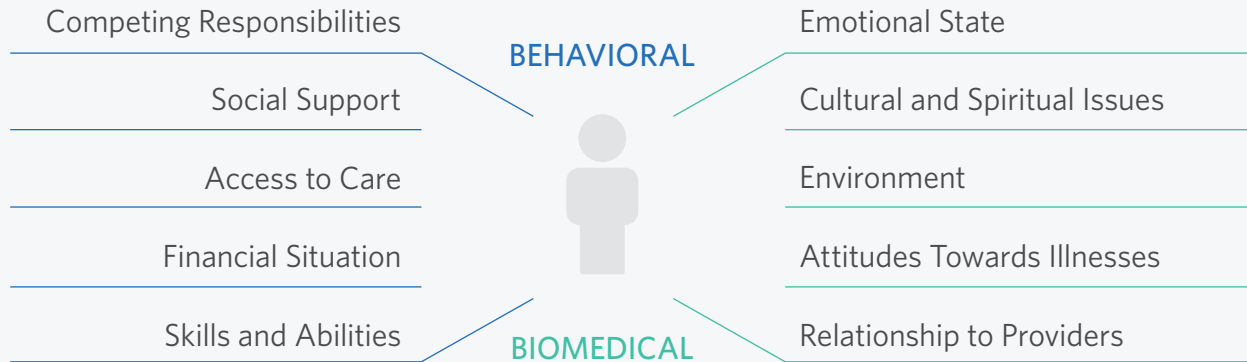 Competing Responsibilities
Social Support
Access to Care
Financial Situation
Skills and Abilities
BEHAVIORAL
BIOMEDICAL
Emotional State
Cultural and Spiritual Issues
Environment
Attitudes Towards Illnesses
Relationship to Providers